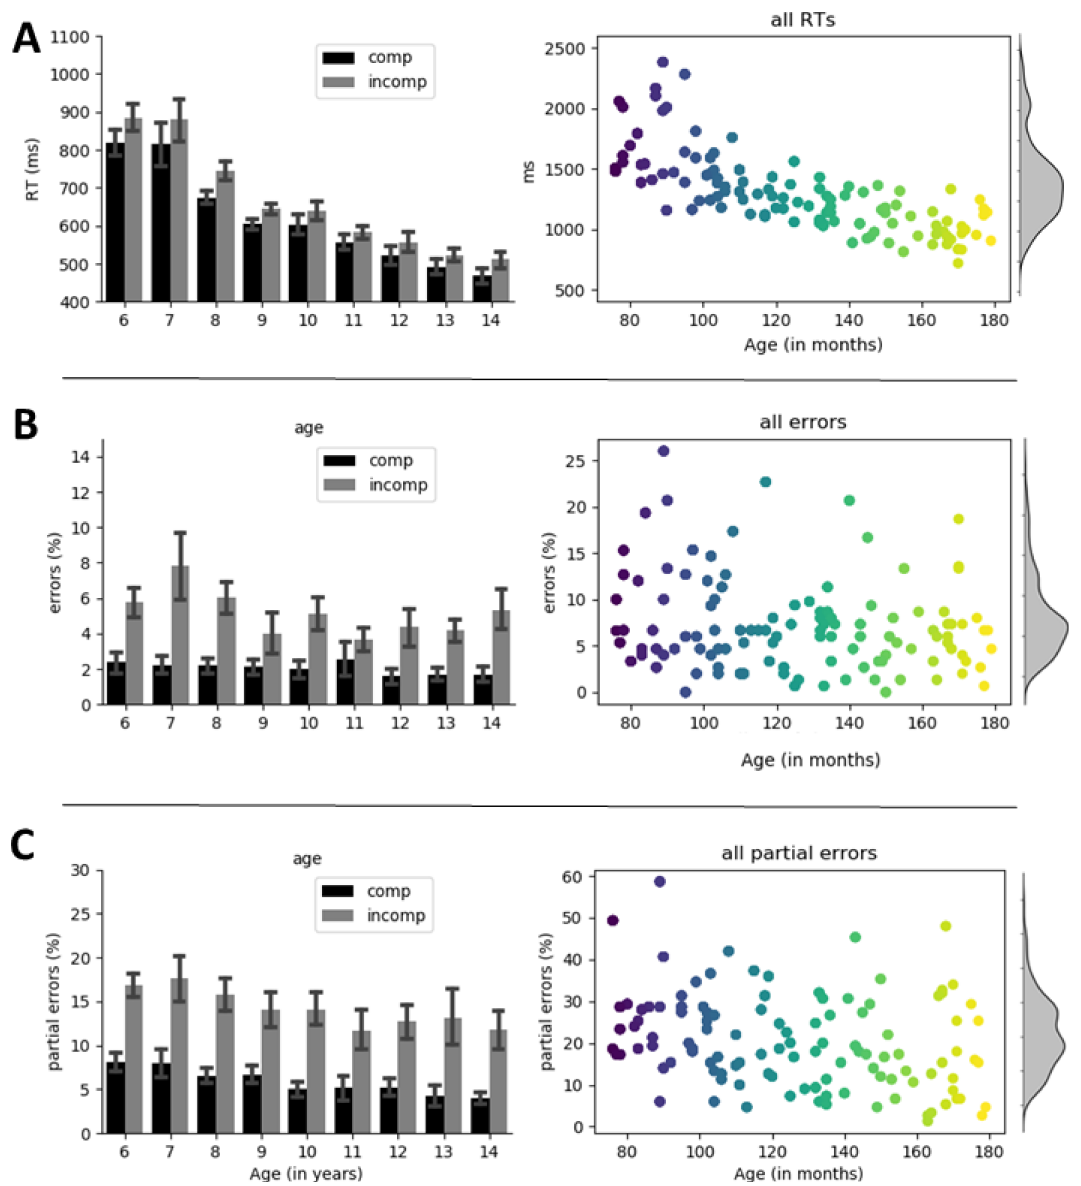 A
all RTs
1100
1000
900
800
700
600
500
400
RT (ms)
comp
incomp
6 7 8 9 10 11 12 13 14
2500
2000
1500
1000
500
ms
80 100 120 140 160 180
Age (in months)
B
age
all errors
14
12
10
8
6
4
2
0
errors (%)
comp
incomp
6 7 8 9 10 11 12 13 14
25
20
15
10
5
0
errors (%)
80 100 120 140 160 180
Age (in months)
C
age
all partial errors
30
25
20
15
10
5
0
partial errors (%)
comp
incomp
6 7 8 9 10 11 12 13 14
Age (in years)
60
50
40
30
20
10
0
partial errors (%)
80 100 120 140 160 180
Age (in months)